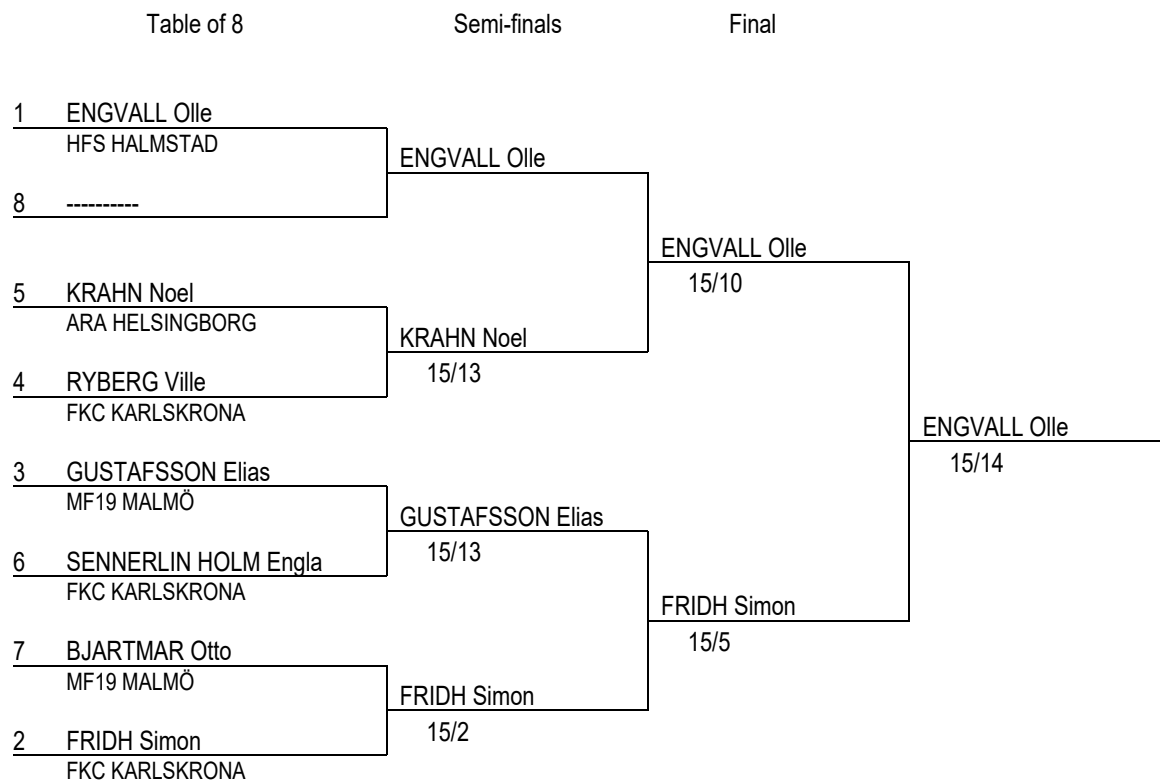 Table of 8 Semi-finals Final
1 ENGVALL Olle
HFS HALMSTAD
ENGVALL Olle
8 ----------
ENGVALL Olle
15/10
5 KRAHN Noel
ARA HELSINGBORG
KRAHN Noel
15/13
4 RYBERG Ville
FKC KARLSKRONA
ENGVALL Olle
15/14
3 GUSTAFSSON Elias
MF19 MALMÖ
GUSTAFSSON Elias
15/13
6 SENNERLIN HOLM Engla
FKC KARLSKRONA
FRIDH Simon
15/5
7 BJARTMAR Otto
MF19 MALMÖ
FRIDH Simon
15/2
2 FRIDH Simon
FKC KARLSKRONA